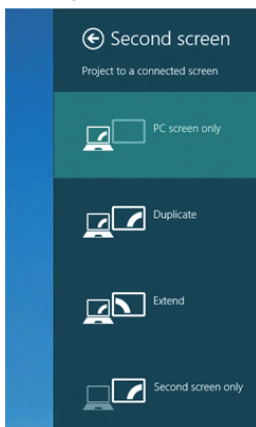 Second screen
Project to a connected screen
PC screen only
Duplicate
Extend
Second screen only